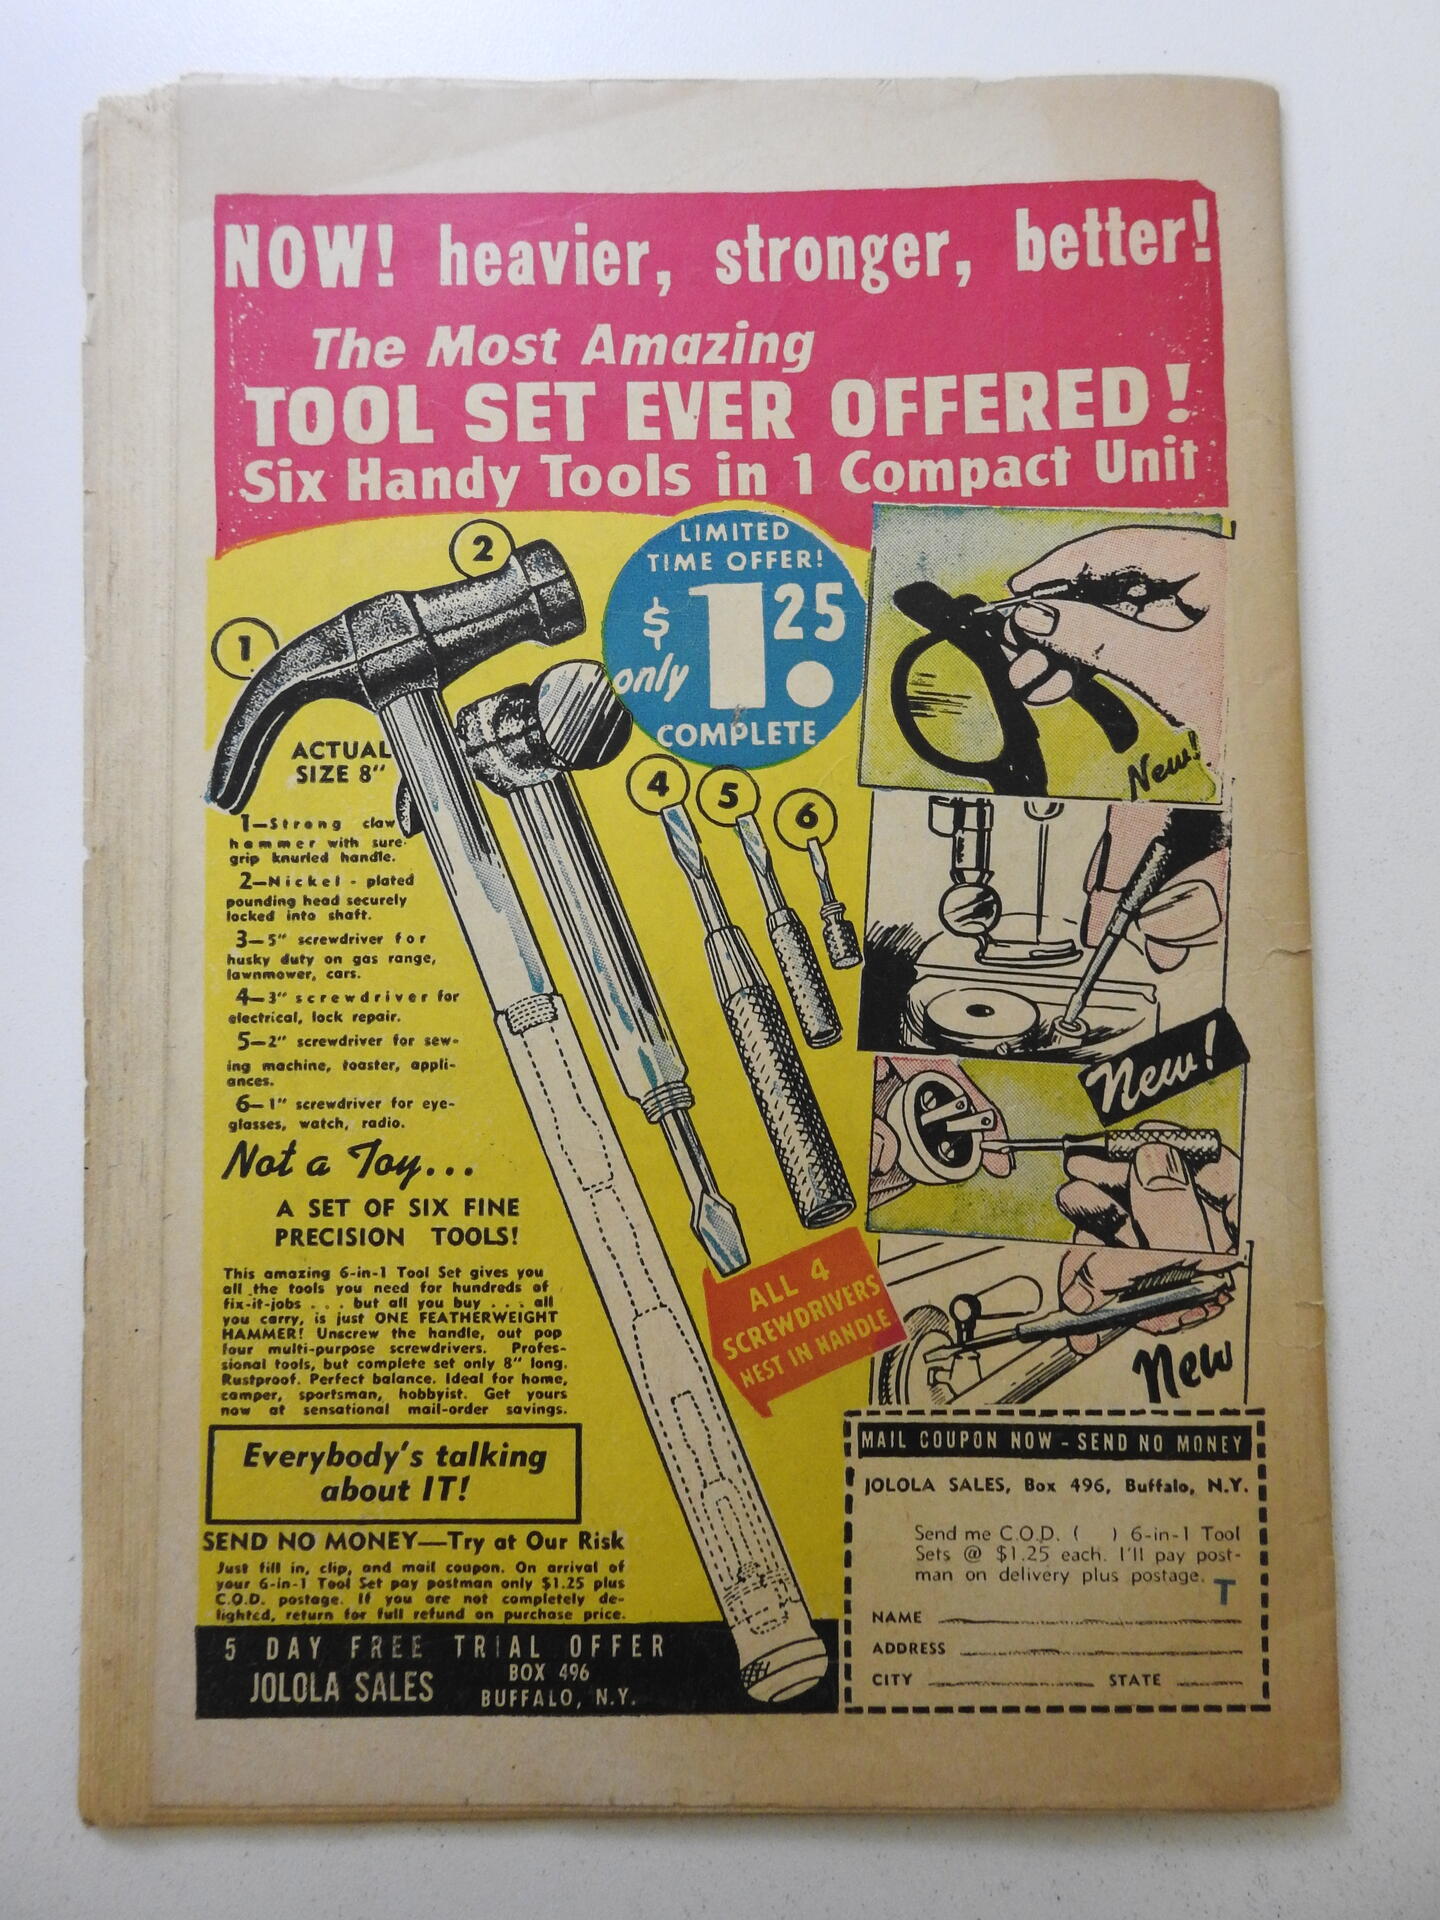 NOW! heavier, stronger, better!
The Most Amazing
TOOL SET EVER OFFERED!
Six Handy Tools in 1 Compact Unit
1
2
LIMITED
TIME OFFER!
$ only 1.25
COMPLETE
New!
ACTUAL
SIZE 8"
4
5
6
1—Strong claw
hammer with sure-
grip knurled handle.
2—Nickel-plated
pounding head securely
locked into shaft.
3—5" screwdriver for
husky duty on gas range,
lawnmower, cars.
4—3" screwdriver for
electrical, lock repair.
5—2" screwdriver for sew-
ing machine, toaster, appli-
ances.
6—1" screwdriver for eye-
glasses, watch, radio.
New!
Not a Toy...
A SET OF SIX FINE
PRECISION TOOLS!
This amazing 6-in-1 Tool Set gives you
all the tools you need for hundreds of
fix-it-jobs . . . but all you buy . . . all
you carry, is just ONE FEATHERWEIGHT
HAMMER! Unscrew the handle, out pop
four multi-purpose screwdrivers. Profes-
sional tools, but complete set only 8" long.
Rustproof. Perfect balance. Ideal for home,
camper, sportsman, hobbyist. Get yours
now at sensational mail-order savings.
ALL 4
SCREWDRIVERS
NEST IN HANDLE
New
Everybody's talking
about IT!
SEND NO MONEY—Try at Our Risk
Just fill in, clip, and mail coupon. On arrival of
your 6-in-1 Tool Set pay postman only $1.25 plus
C.O.D. postage. If you are not completely de-
lighted, return for full refund on purchase price.
5 DAY FREE TRIAL OFFER
JOLOLA SALES
BOX 496
BUFFALO, N.Y.
MAIL COUPON NOW - SEND NO MONEY
JOLOLA SALES, Box 496, Buffalo, N.Y.
Send me C.O.D. ( ) 6-in-1 Tool
Sets @ $1.25 each. I'll pay post-
man on delivery plus postage.
T
NAME
ADDRESS
CITY STATE